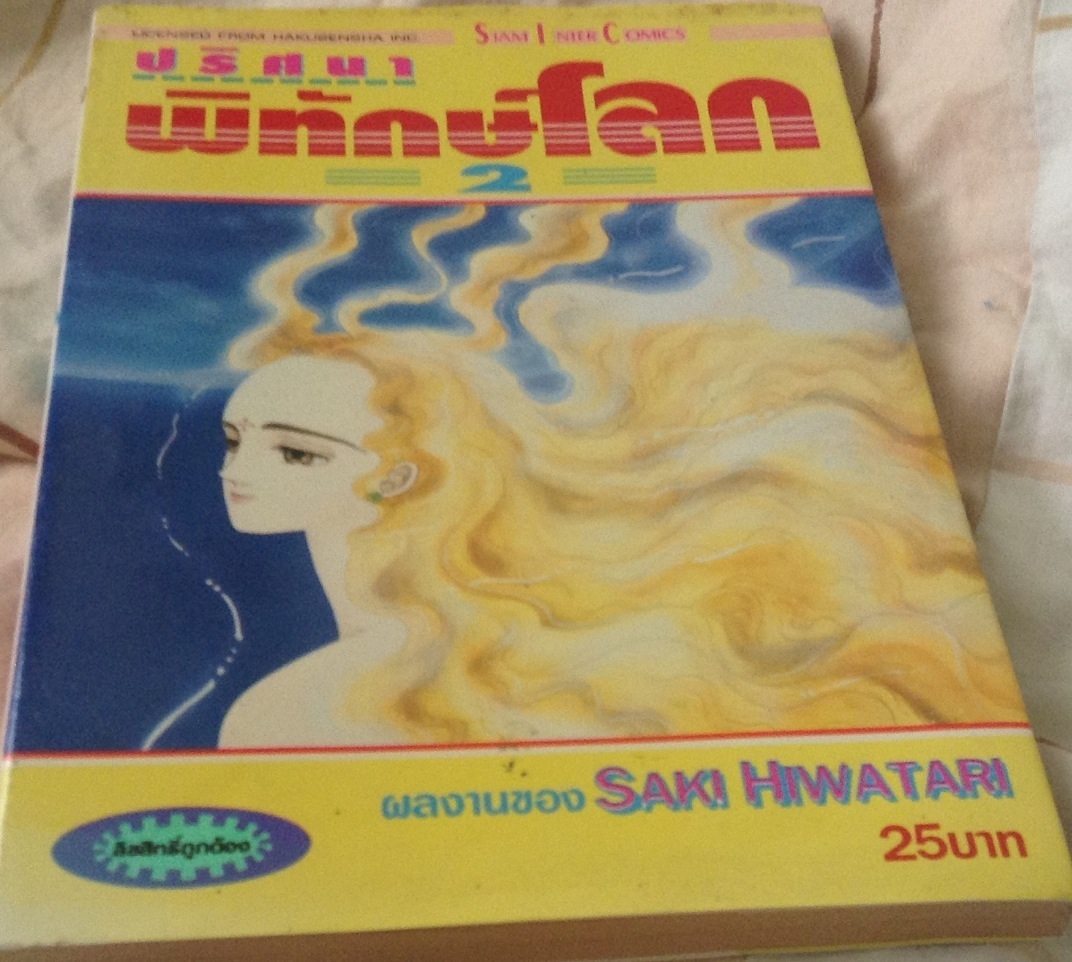 LICENSED FROM HAKUSENSHA INC. SIAM INTER COMICS
ปริศนา
พิทักษ์โลก
2
ผลงานของ SAKI HIWATARI
25บาท
ลิขสิทธิ์ถูกต้อง